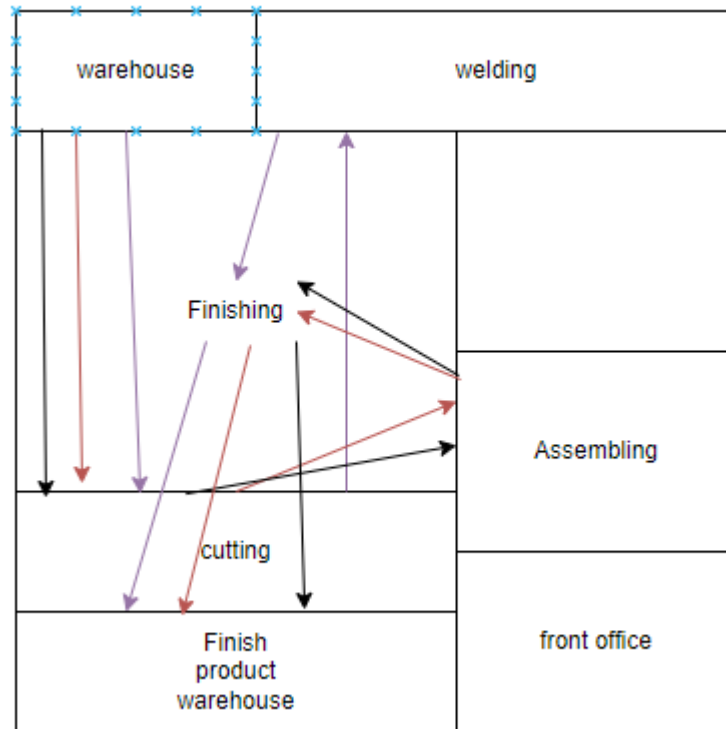 warehouse
welding
Finishing
Assembling
cutting
Finish
product
warehouse
front office